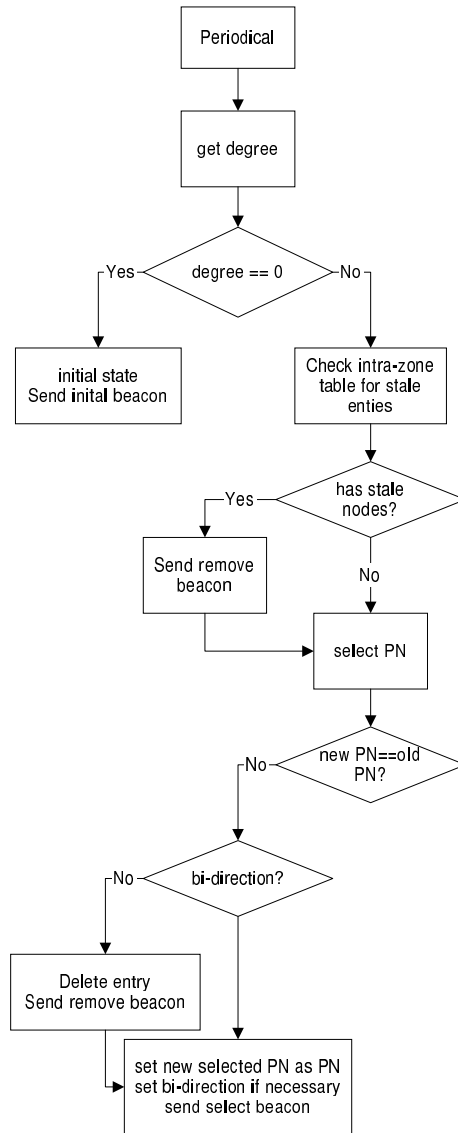 Periodical
get degree
degree == 0
Yes
No
initial state
Send inital beacon
Check intra-zone
table for stale
enties
has stale
nodes?
Yes
No
Send remove
beacon
select PN
new PN==old
PN?
No
bi-direction?
No
Delete entry
Send remove beacon
set new selected PN as PN
set bi-direction if necessary
send select beacon